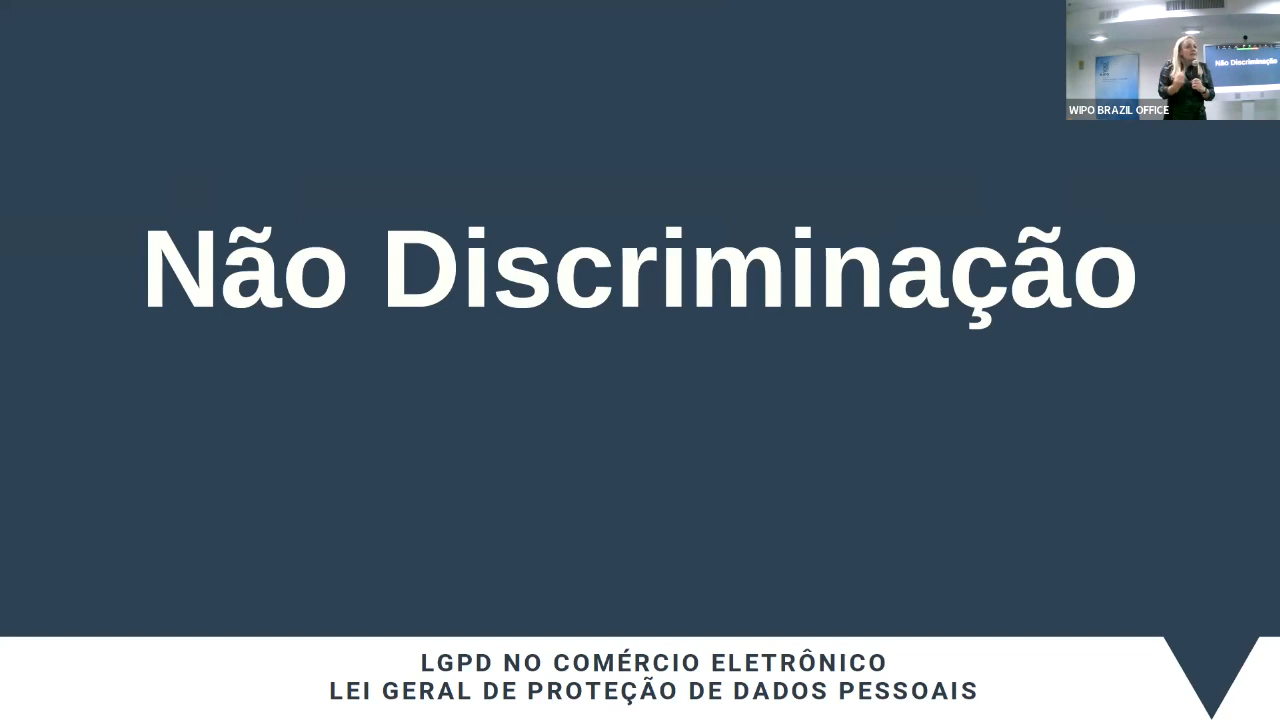 WIPO BRAZIL OFFICE
Não Discriminação
Não Discriminação
LGPD NO COMÉRCIO ELETRÔNICO
LEI GERAL DE PROTEÇÃO DE DADOS PESSOAIS